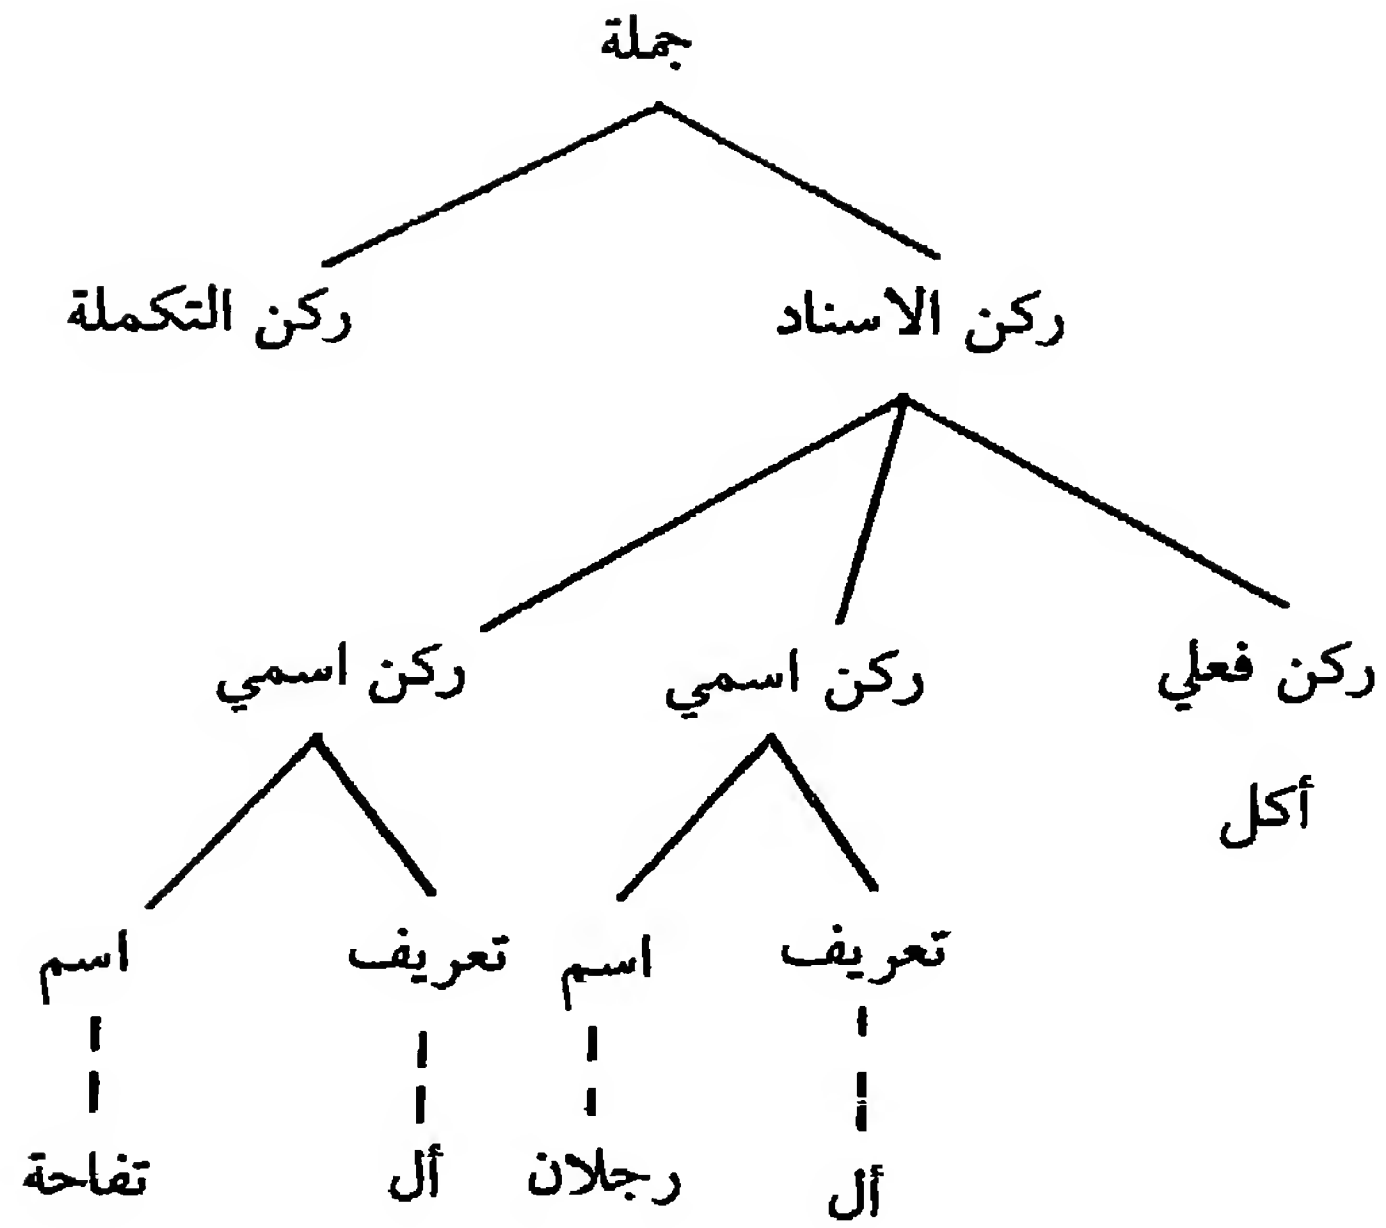 جملة
ركن الاسناد ركن التكملة
ركن فعلي ركن اسمي ركن اسمي
أكل
تعريف اسم تعريف اسم
أل رجلان أل تفاحة